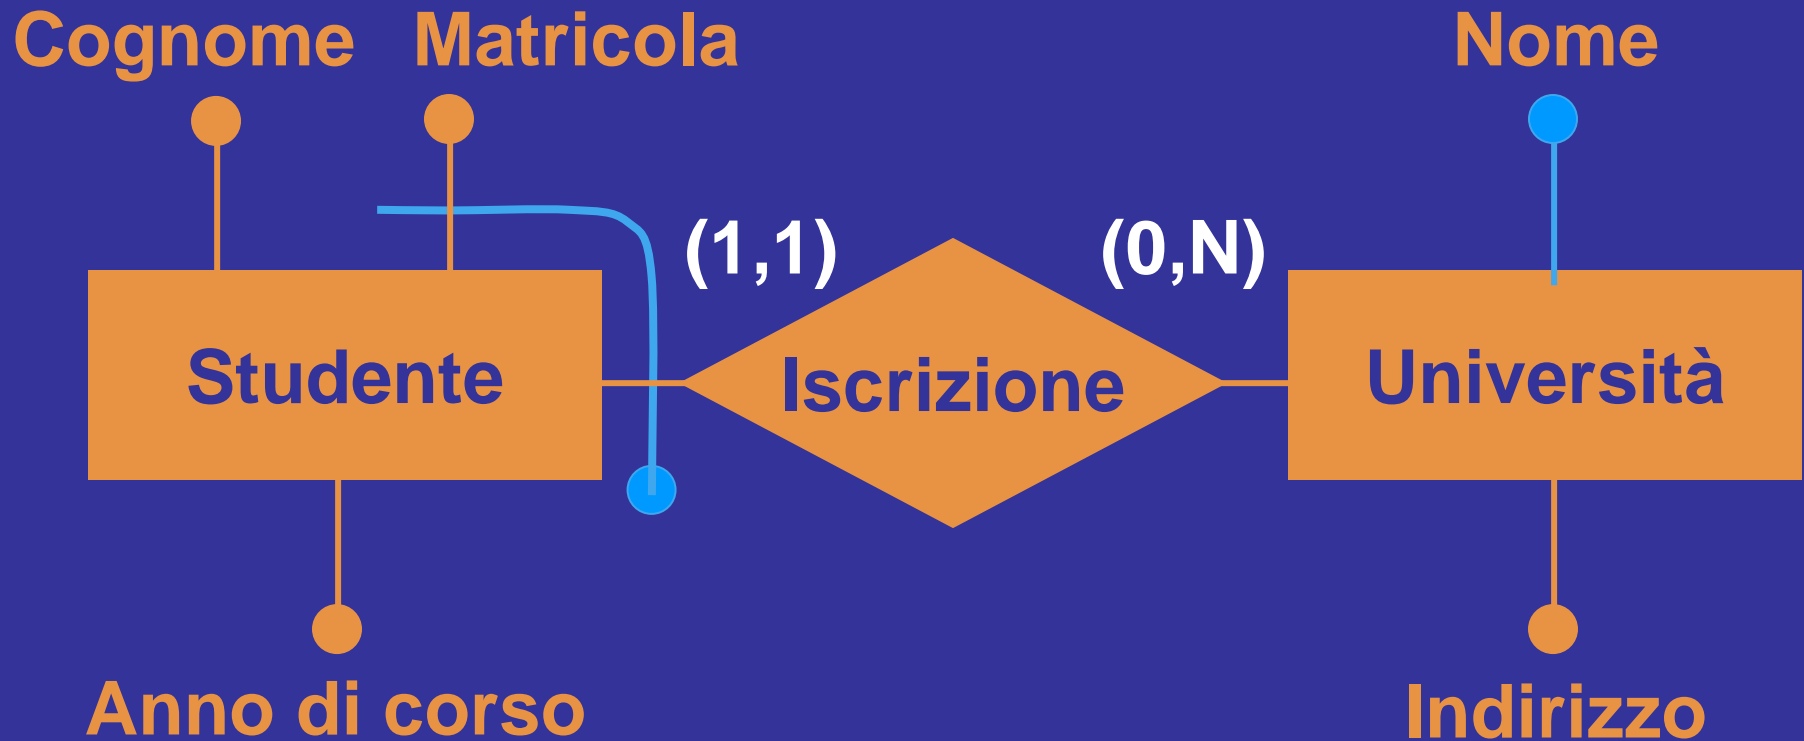 Cognome Matricola Nome
(1,1) (0,N)
Studente Iscrizione Università
Anno di corso Indirizzo